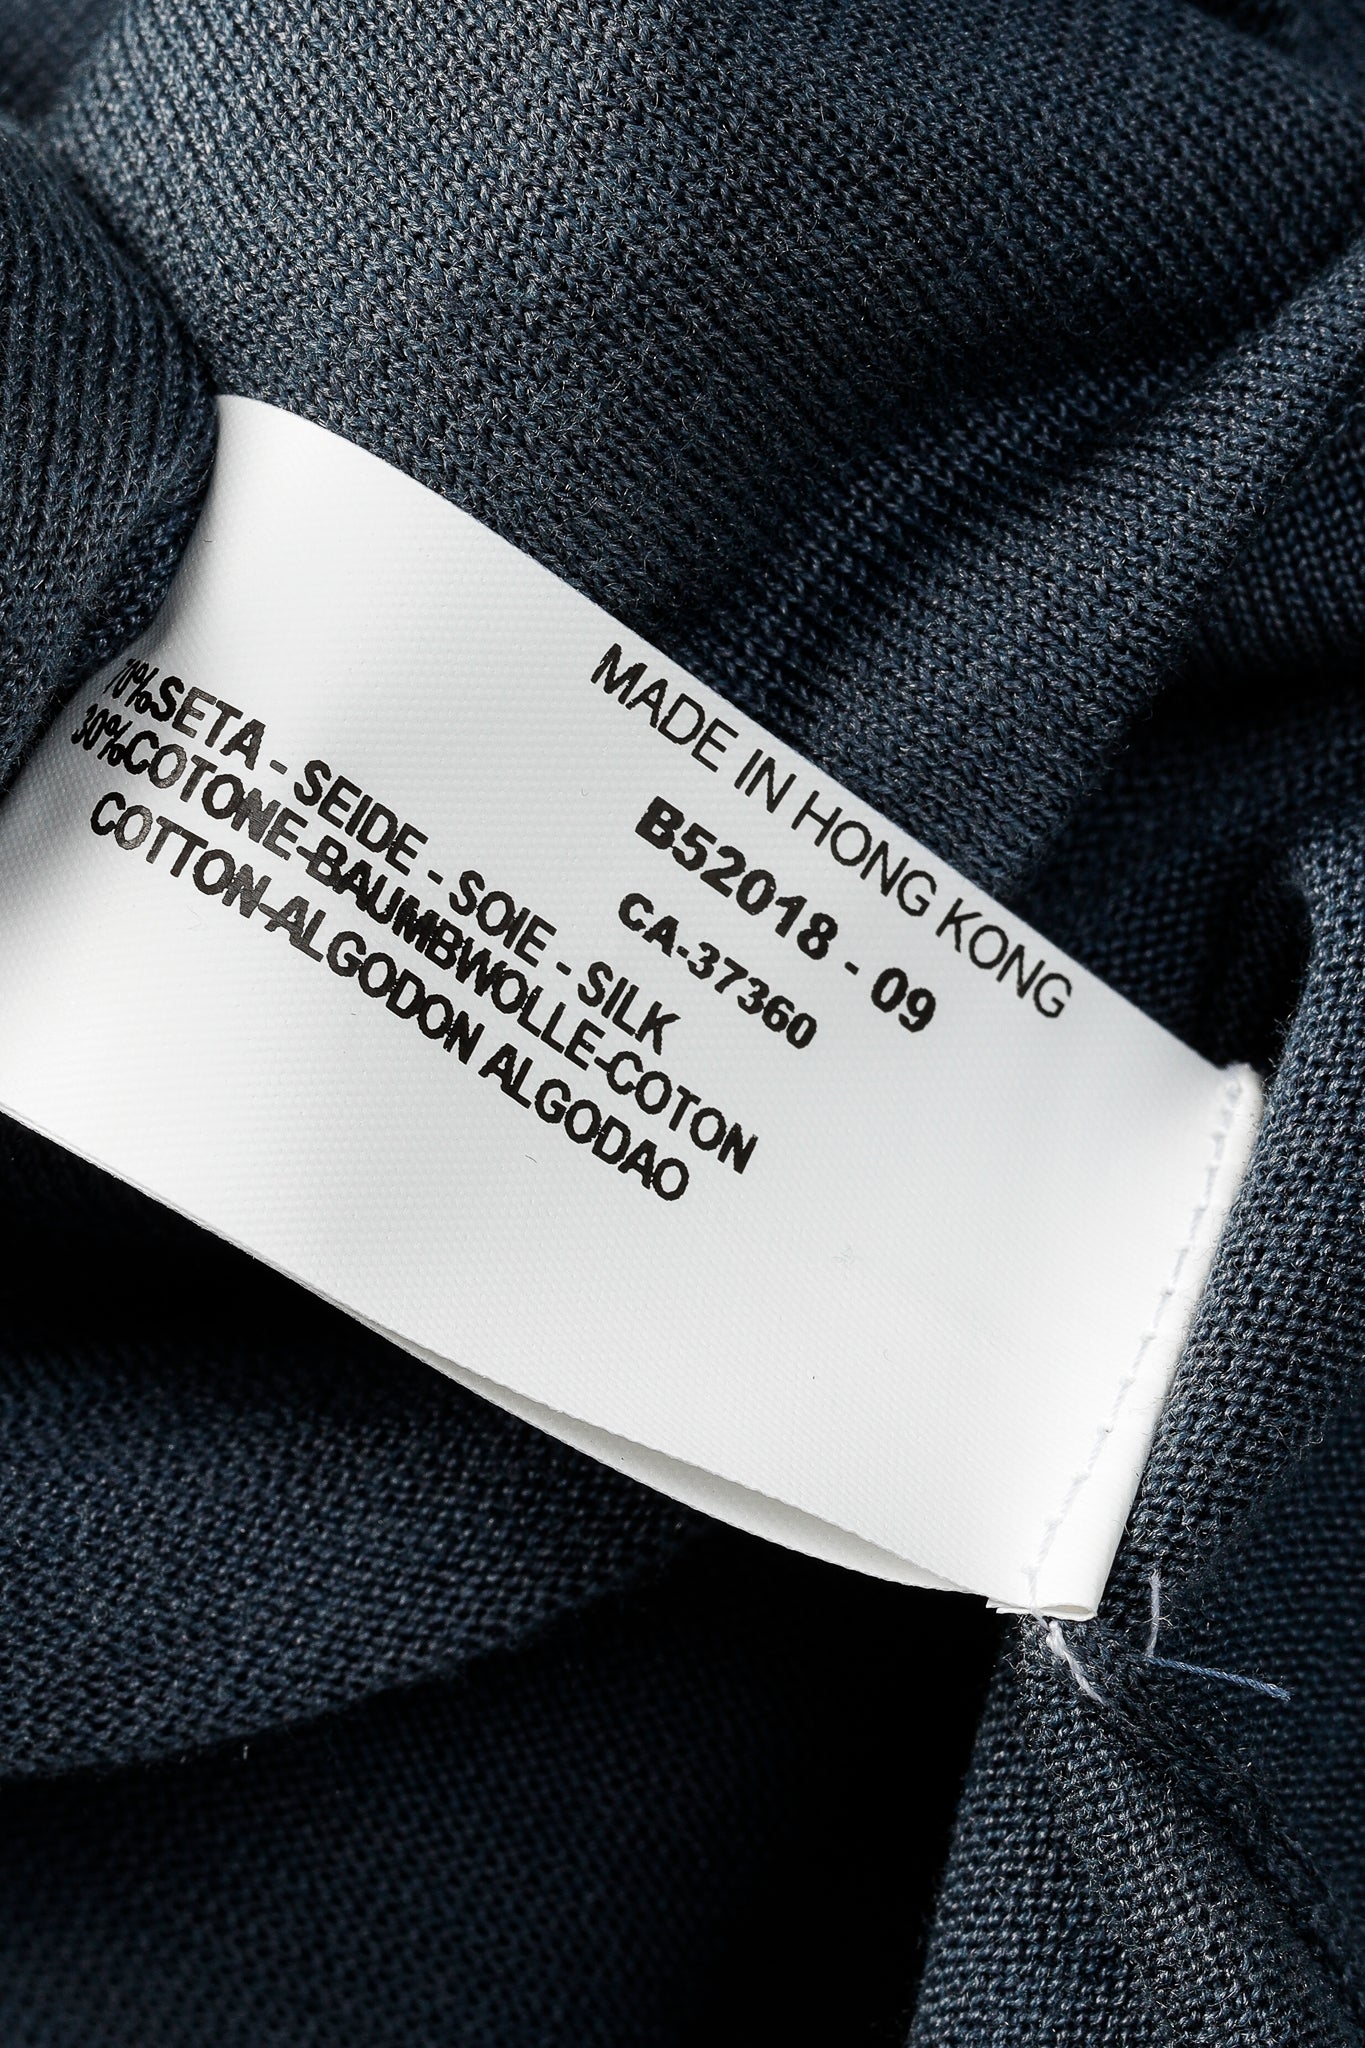 MADE IN HONG KONG
B52018 - 09
CA-37360
70%SETA - SEIDE - SOIE - SILK
30%COTONE-BAUMBWOLLE-COTON
COTTON-ALGODON ALGODAO